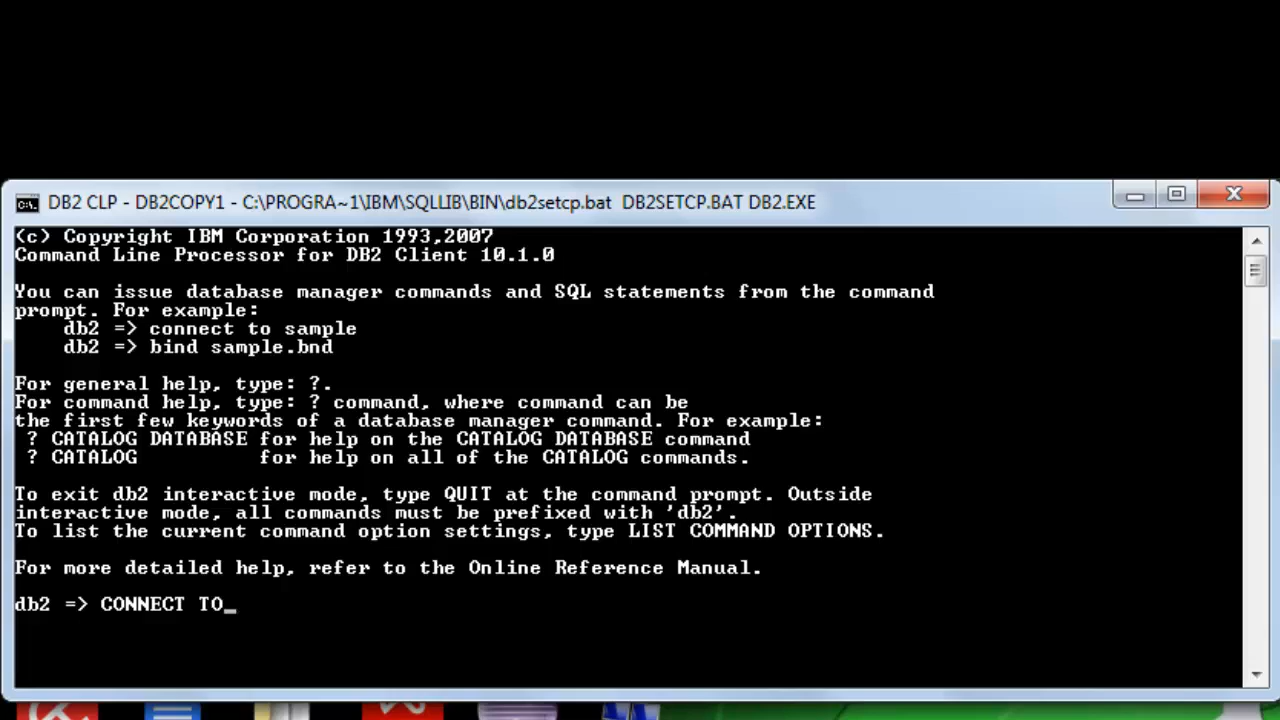 DB2 CLP - DB2COPY1 - C:\PROGRA~1\IBM\SQLLIB\BIN\db2setcp.bat DB2SETCP.BAT DB2.EXE
(c) Copyright IBM Corporation 1993,2007
Command Line Processor for DB2 Client 10.1.0
You can issue database manager commands and SQL statements from the command
prompt. For example:
db2 => connect to sample
db2 => bind sample.bnd
For general help, type: ?.
For command help, type: ? command, where command can be
the first few keywords of a database manager command. For example:
? CATALOG DATABASE for help on the CATALOG DATABASE command
? CATALOG for help on all of the CATALOG commands.
To exit db2 interactive mode, type QUIT at the command prompt. Outside
interactive mode, all commands must be prefixed with 'db2'.
To list the current command option settings, type LIST COMMAND OPTIONS.
For more detailed help, refer to the Online Reference Manual.
db2 => CONNECT TO_